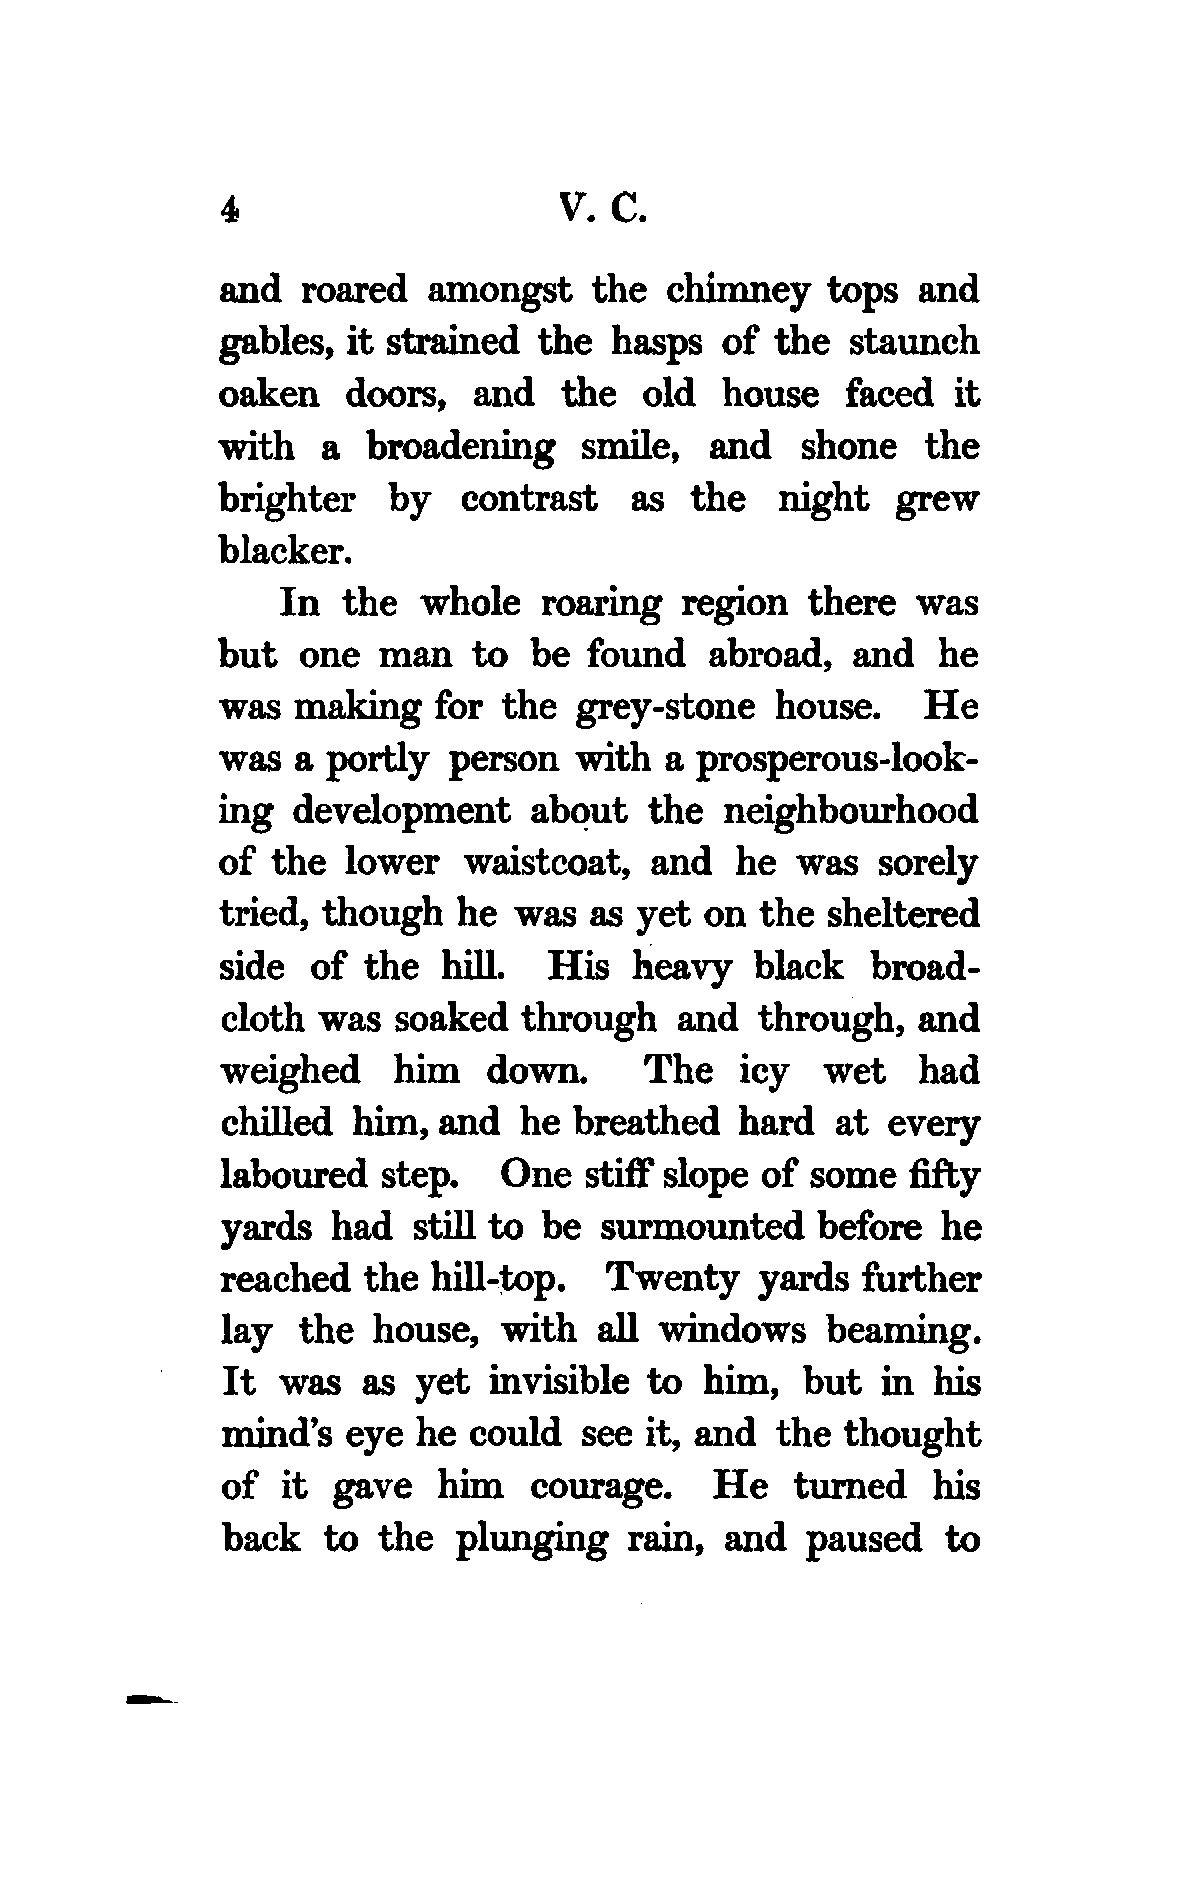 4 V. C.
and roared amongst the chimney tops and
gables, it strained the hasps of the staunch
oaken doors, and the old house faced it
with a broadening smile, and shone the
brighter by contrast as the night grew
blacker.
In the whole roaring region there was
but one man to be found abroad, and he
was making for the grey-stone house. He
was a portly person with a prosperous-look-
ing development about the neighbourhood
of the lower waistcoat, and he was sorely
tried, though he was as yet on the sheltered
side of the hill. His heavy black broad-
cloth was soaked through and through, and
weighed him down. The icy wet had
chilled him, and he breathed hard at every
laboured step. One stiff slope of some fifty
yards had still to be surmounted before he
reached the hill-top. Twenty yards further
lay the house, with all windows beaming.
It was as yet invisible to him, but in his
mind's eye he could see it, and the thought
of it gave him courage. He turned his
back to the plunging rain, and paused to